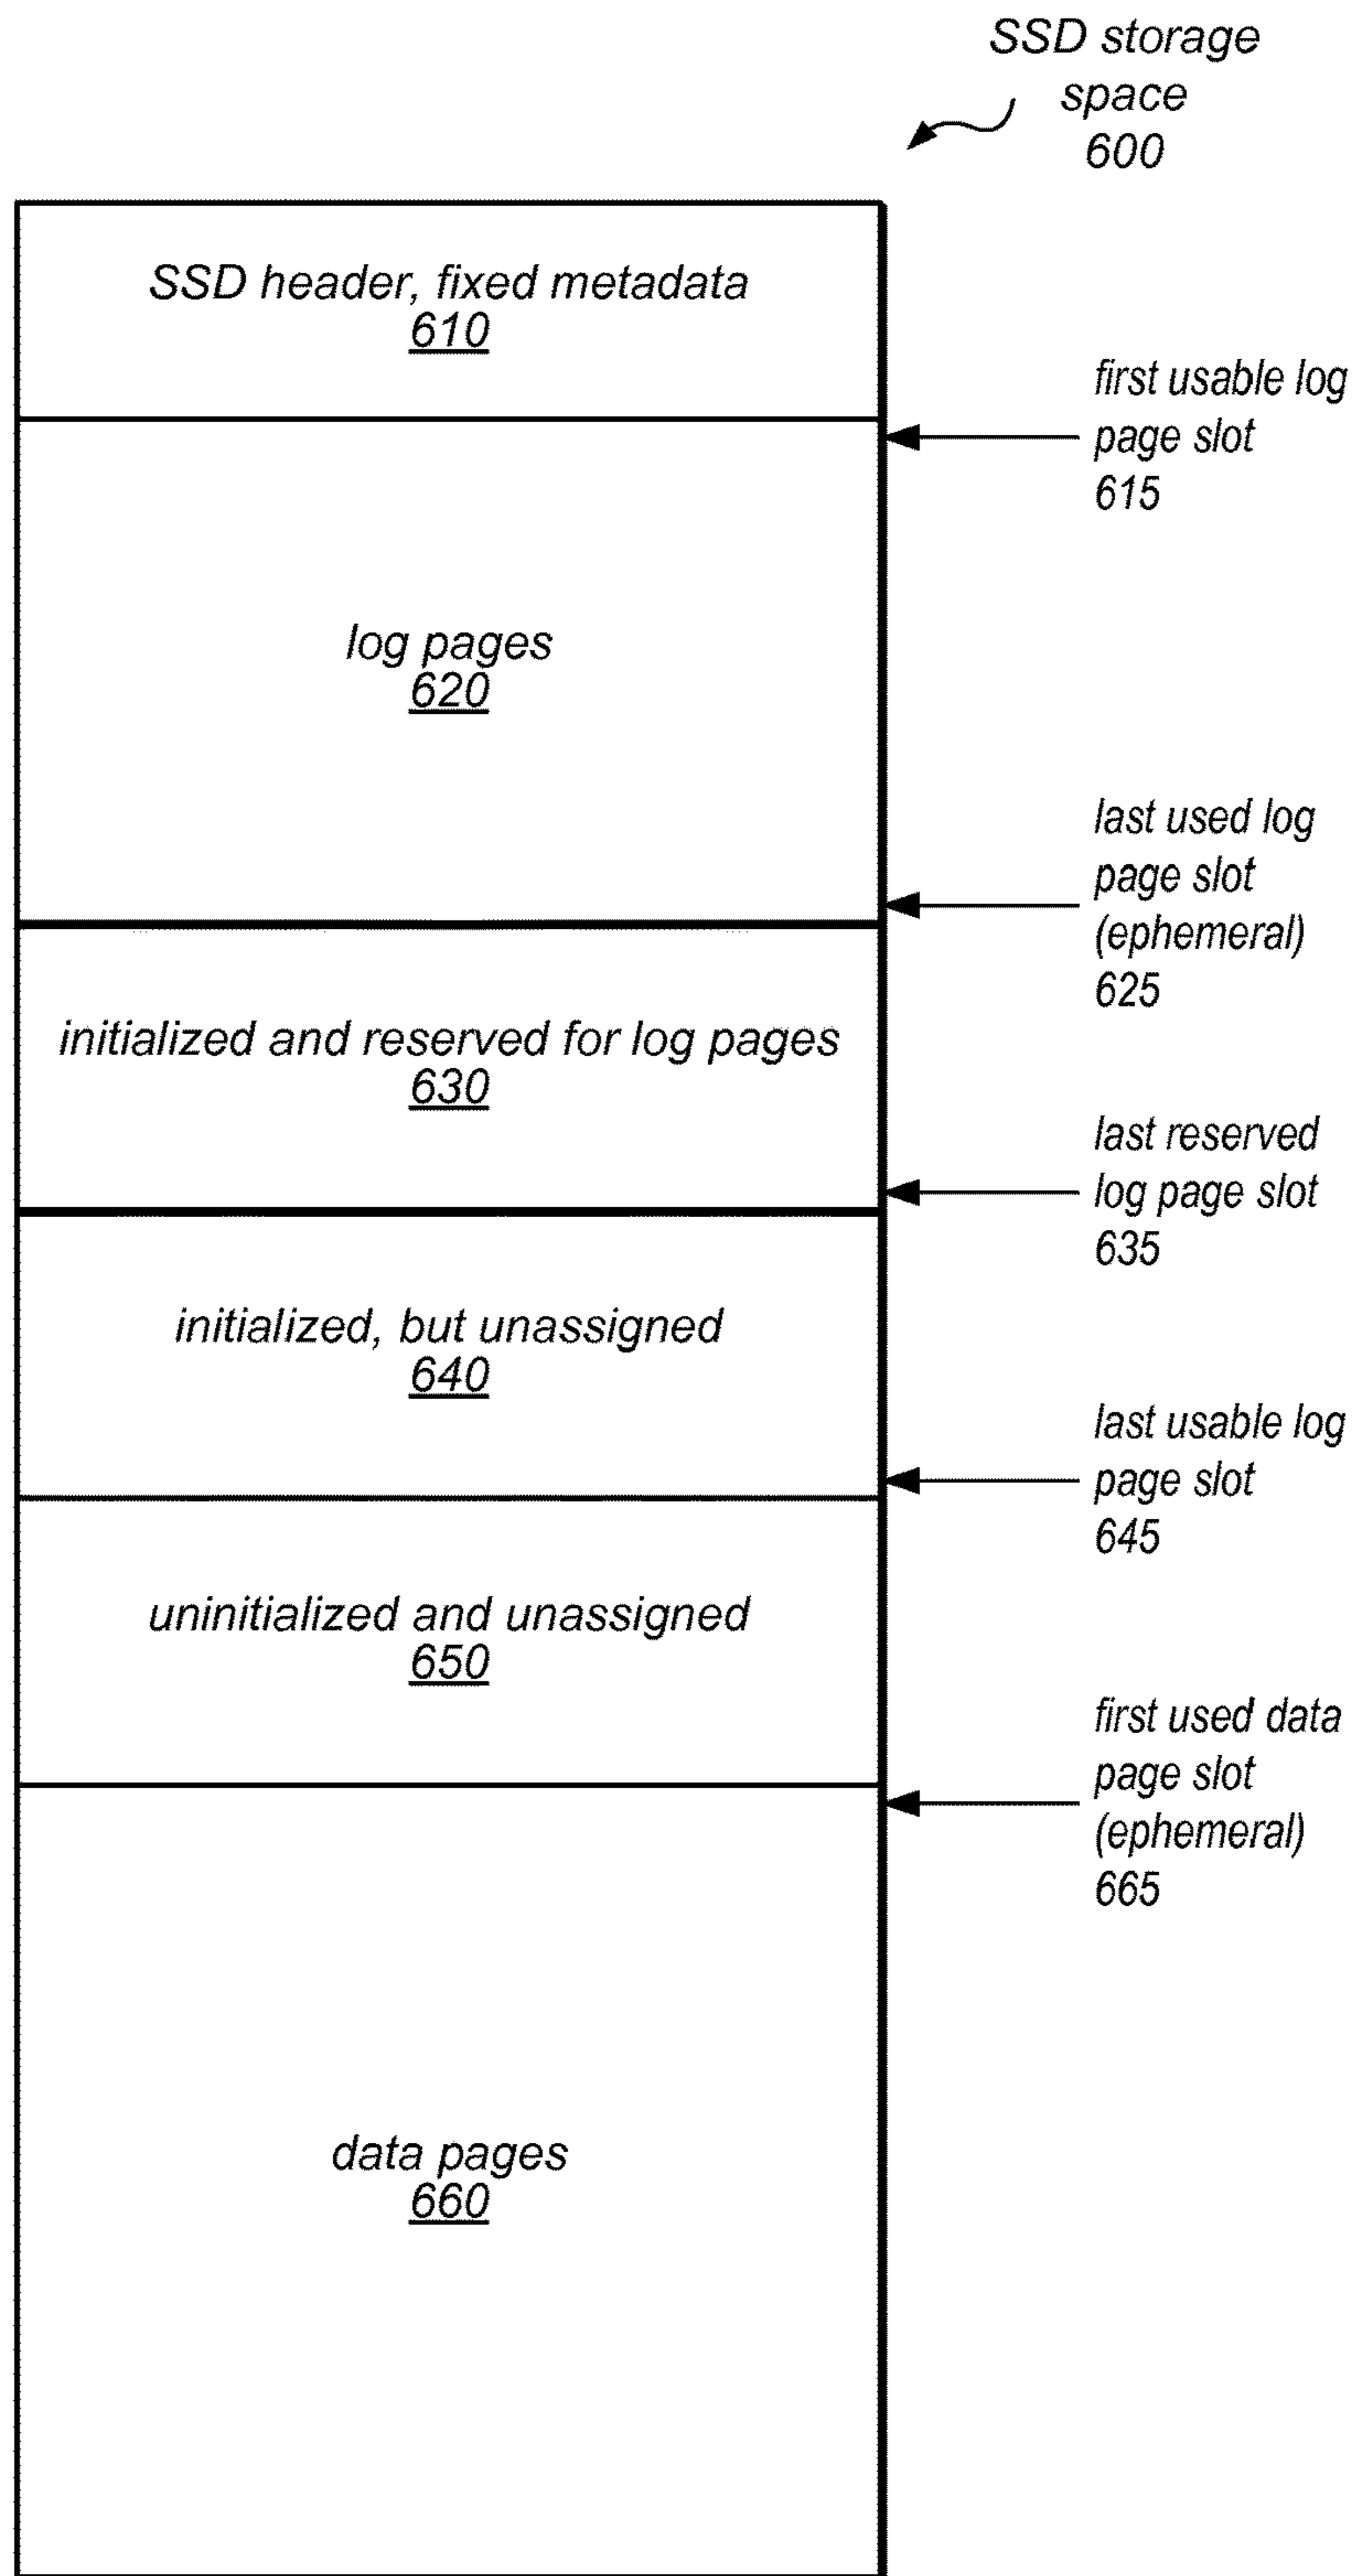 SSD storage
space
600
SSD header, fixed metadata
610
first usable log
page slot
615
log pages
620
last used log
page slot
(ephemeral)
625
initialized and reserved for log pages
630
last reserved
log page slot
635
initialized, but unassigned
640
last usable log
page slot
645
uninitialized and unassigned
650
first used data
page slot
(ephemeral)
665
data pages
660